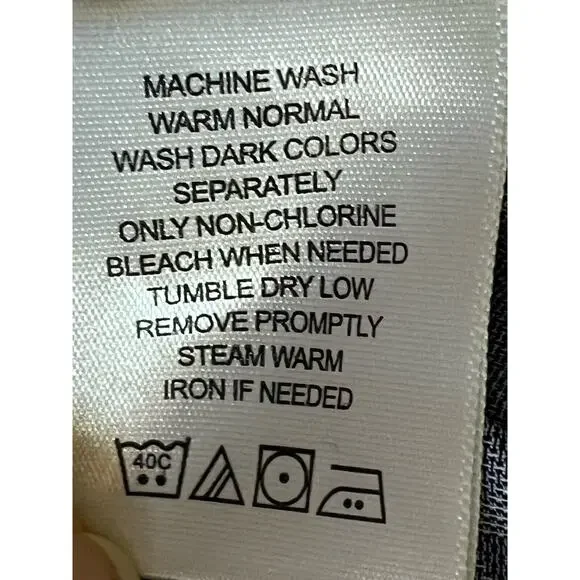 MACHINE WASH
WARM NORMAL
WASH DARK COLORS
SEPARATELY
ONLY NON-CHLORINE
BLEACH WHEN NEEDED
TUMBLE DRY LOW
REMOVE PROMPTLY
STEAM WARM
IRON IF NEEDED
40C